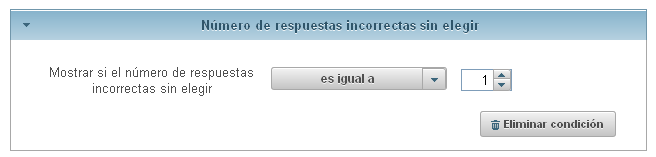 Número de respuestas incorrectas sin elegir
Mostrar si el número de respuestas
incorrectas sin elegir
es igual a
1
Eliminar condición